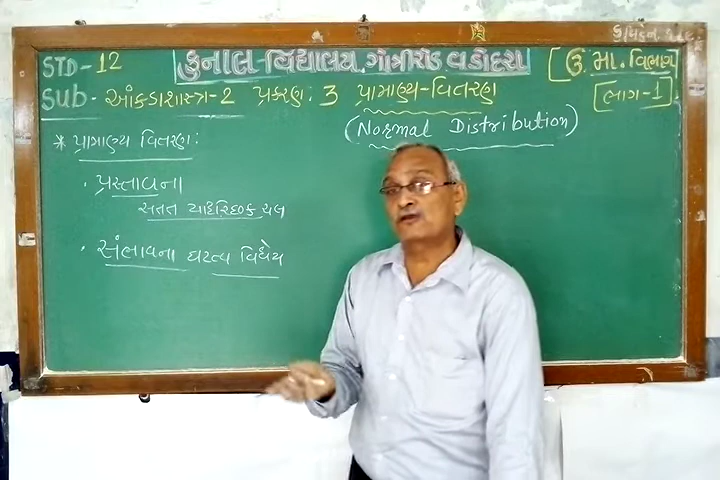 STD-12 કુનાલ-વિદ્યાલય.ગોત્રીરોડ વડોદરા ઉ. મા. વિભાગ
SUB- આંકડાશાસ્ત્ર-2 પ્રકરણ: 3 પ્રામાણ્ય-વિતરણ ભાગ-1
(Normal Distribution)
* પ્રામાણ્ય વિતરણ:
· પ્રસ્તાવના
સતત યાદૈચ્છિક ચલ
· સંભાવના ઘટત્વ વિધેય